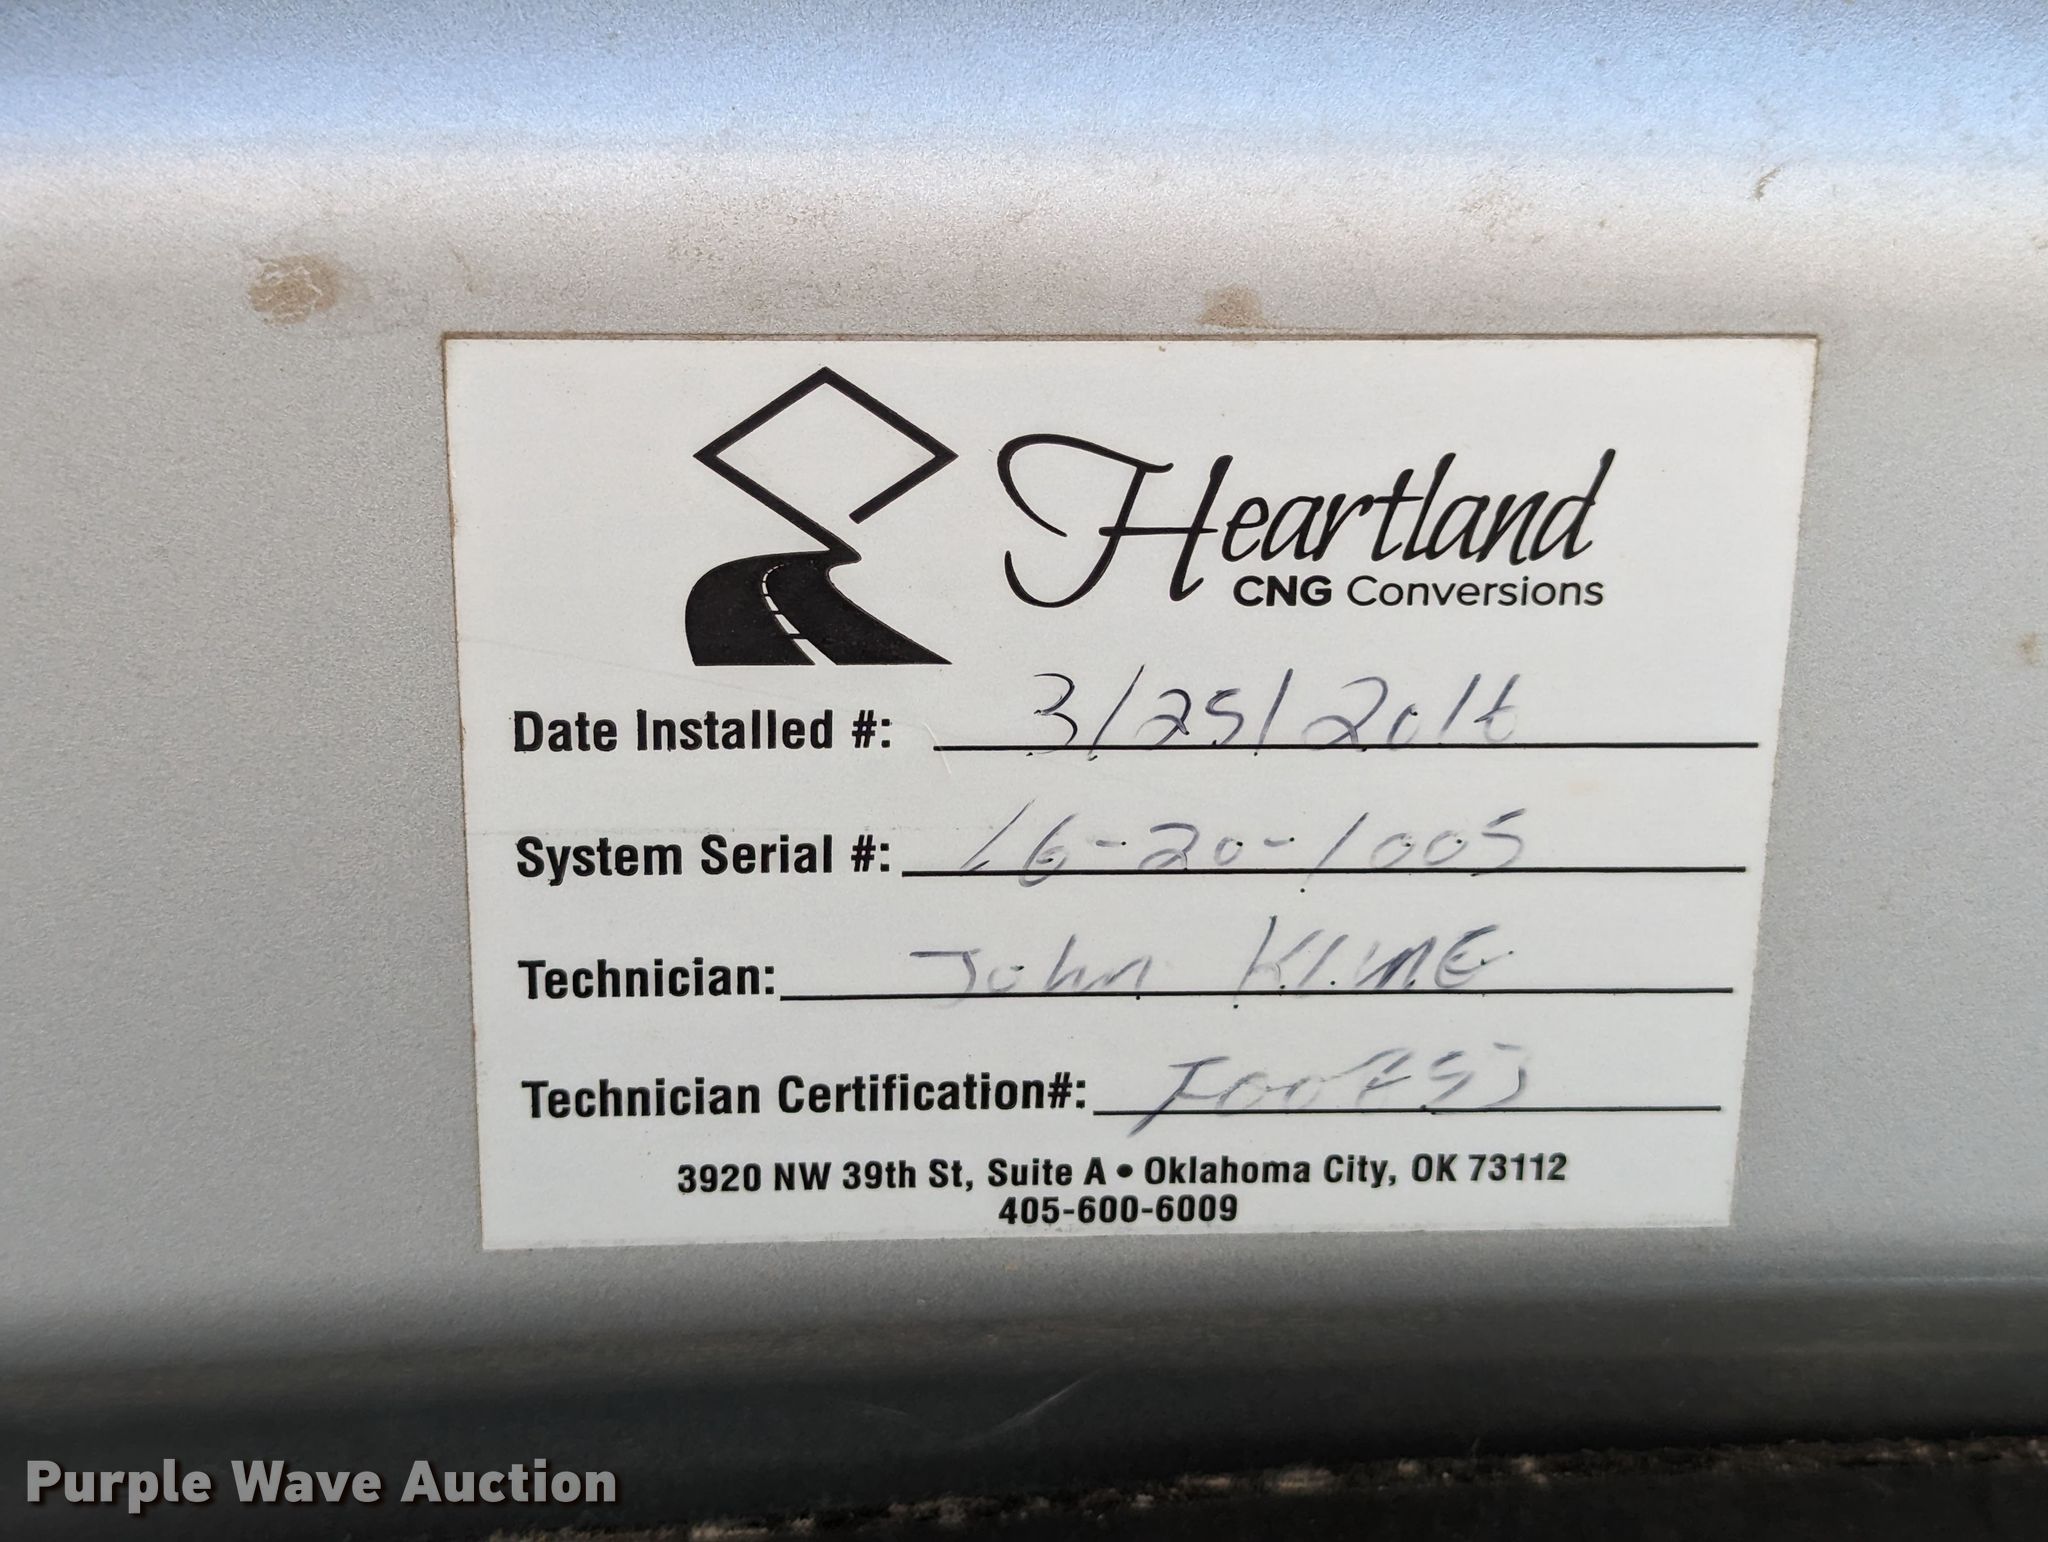 Heartland
CNG Conversions
Date Installed #: 3/25/2016
System Serial #: 16-20-1005
Technician: John Kline
Technician Certification#:
3920 NW 39th St, Suite A • Oklahoma City, OK 73112
405-600-6009
Purple Wave Auction